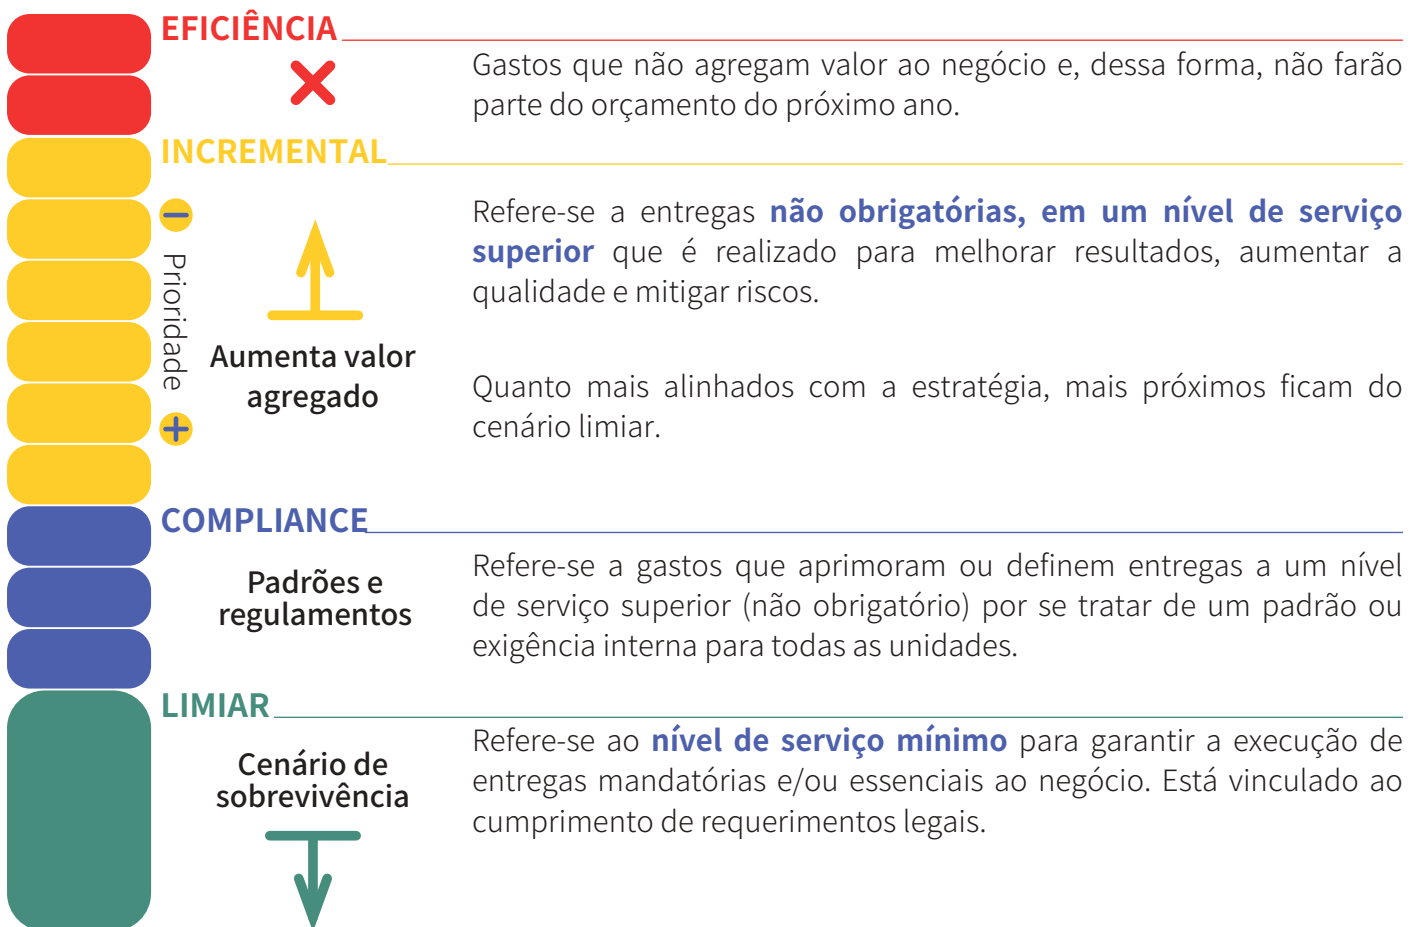 EFICIÊNCIA
Gastos que não agregam valor ao negócio e, dessa forma, não farão
parte do orçamento do próximo ano.
INCREMENTAL
Prioridade
Aumenta valor
agregado
Refere-se a entregas não obrigatórias, em um nível de serviço
superior que é realizado para melhorar resultados, aumentar a
qualidade e mitigar riscos.
Quanto mais alinhados com a estratégia, mais próximos ficam do
cenário limiar.
COMPLIANCE
Padrões e
regulamentos
Refere-se a gastos que aprimoram ou definem entregas a um nível
de serviço superior (não obrigatório) por se tratar de um padrão ou
exigência interna para todas as unidades.
LIMIAR
Cenário de
sobrevivência
Refere-se ao nível de serviço mínimo para garantir a execução de
entregas mandatórias e/ou essenciais ao negócio. Está vinculado ao
cumprimento de requerimentos legais.